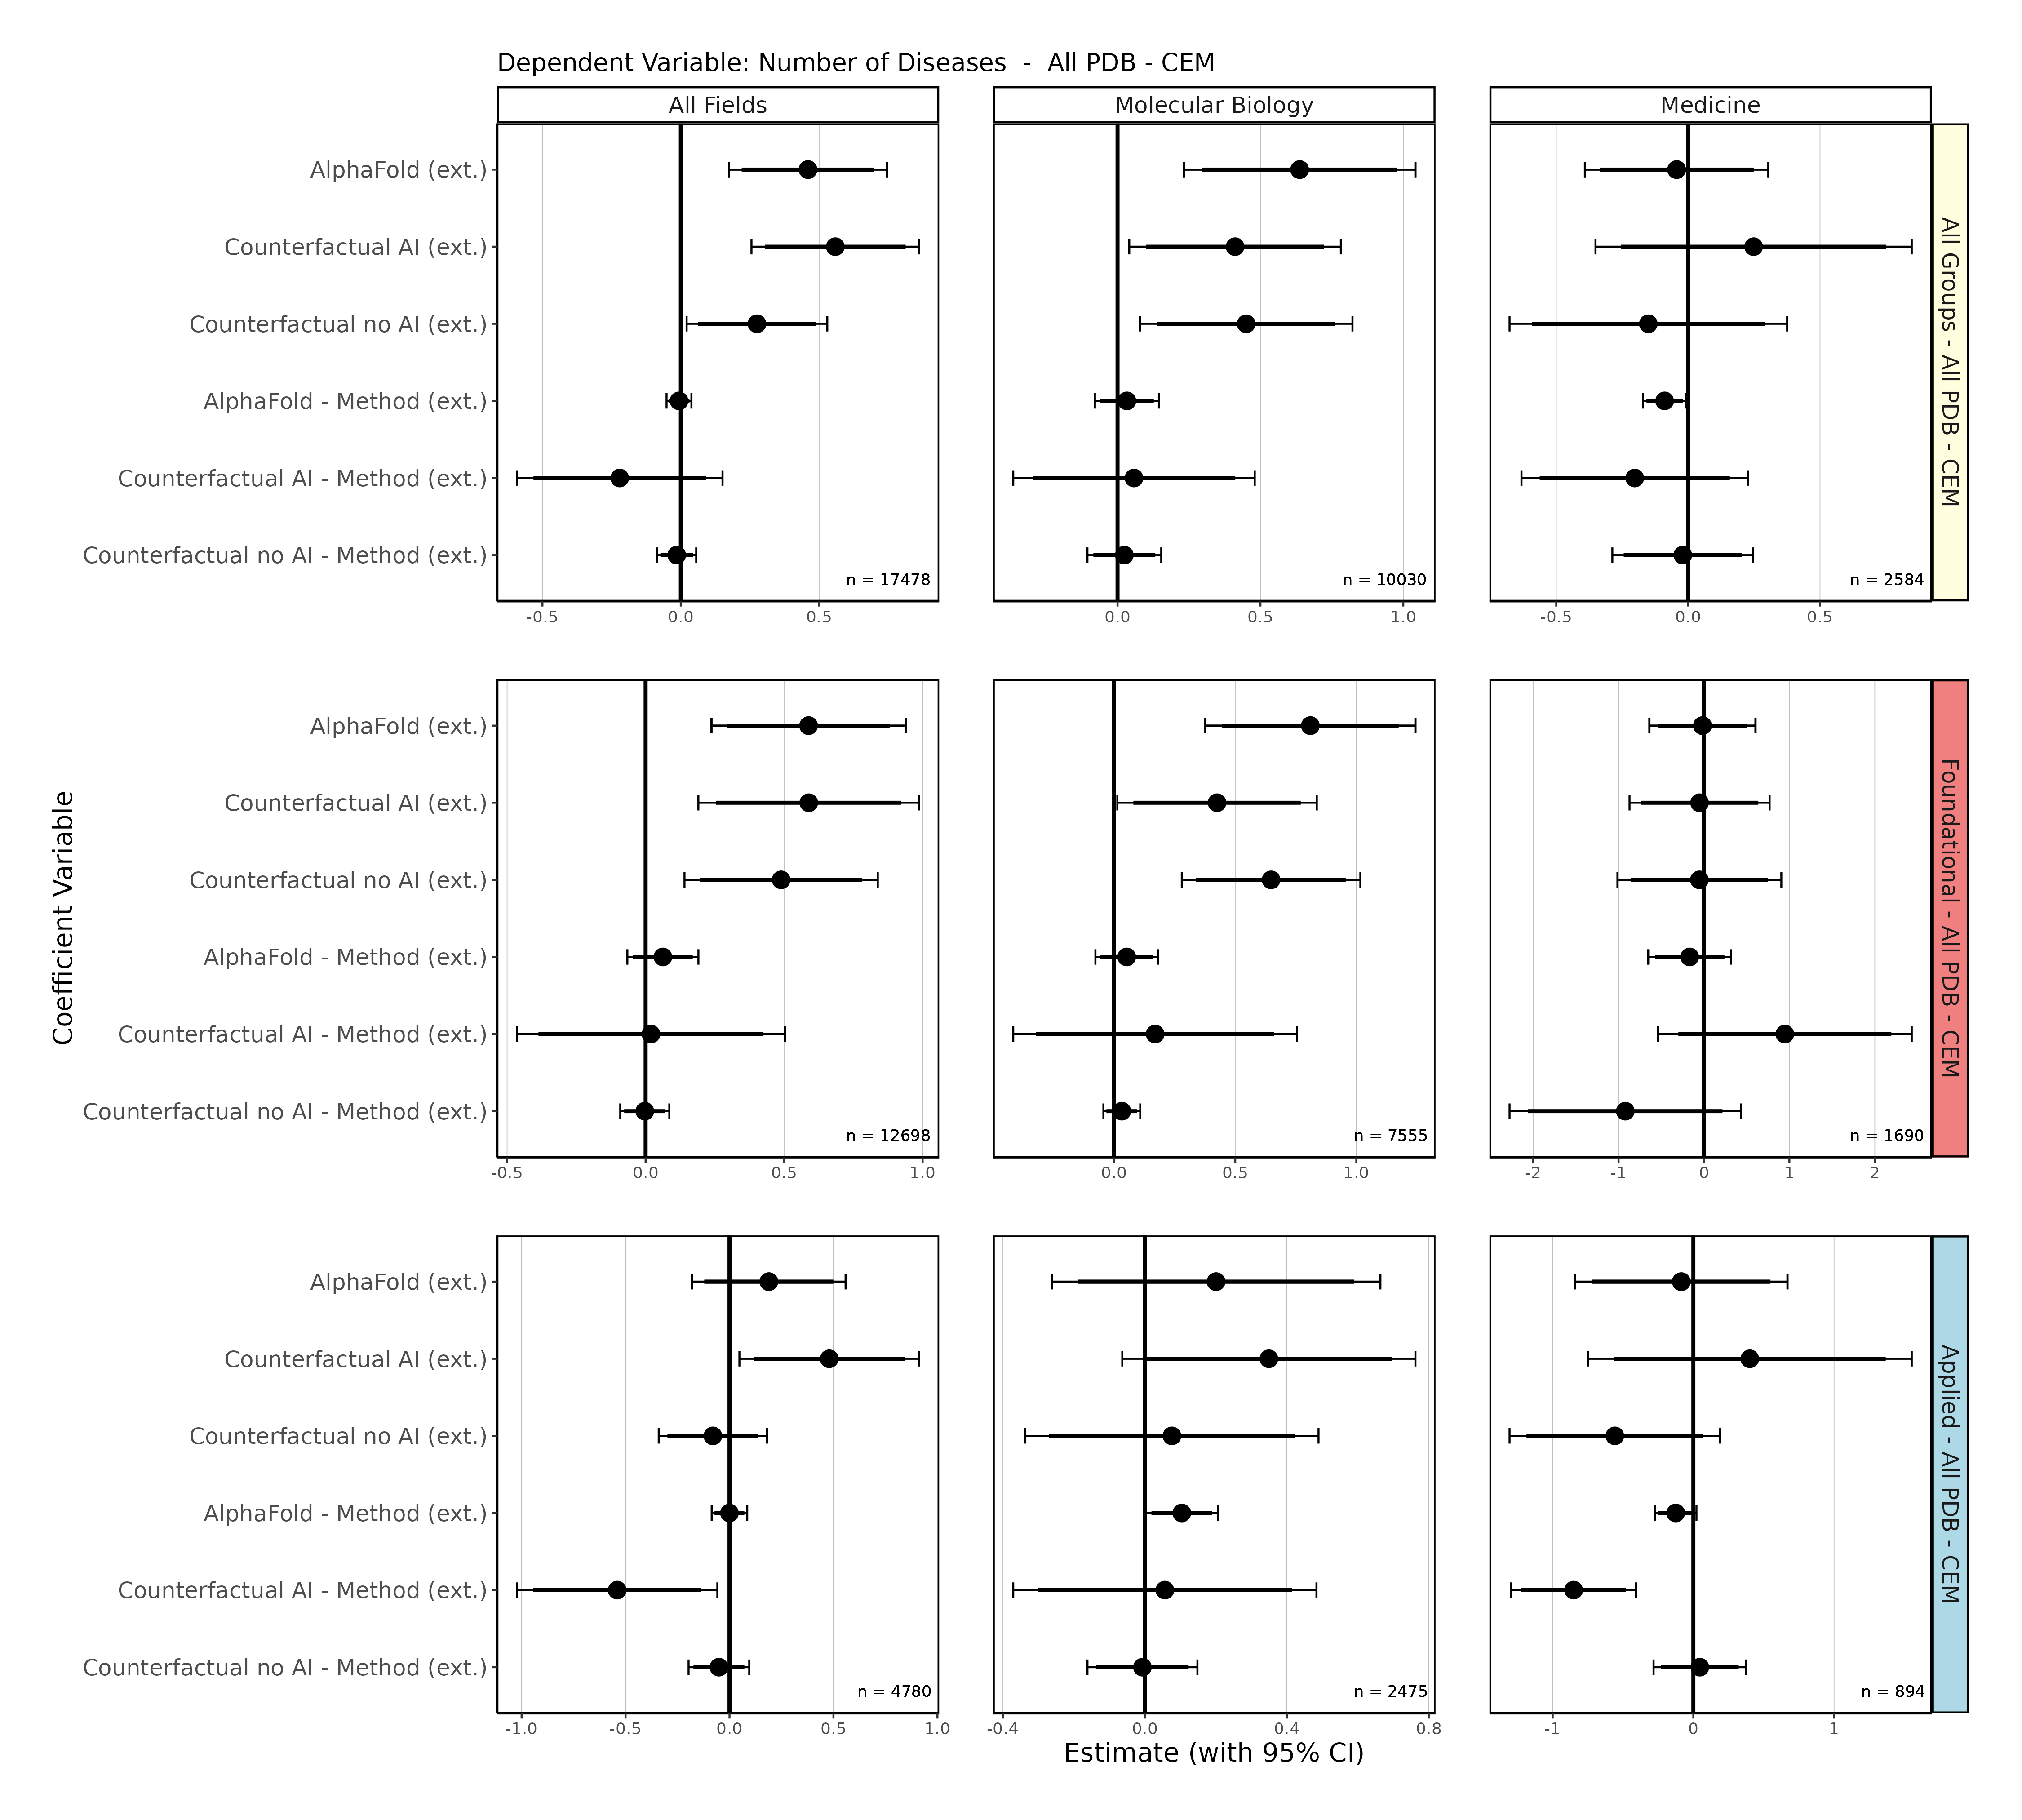 Dependent Variable: Number of Diseases  -  All PDB - CEM
All Fields
Molecular Biology
Medicine
AlphaFold (ext.)
Counterfactual AI (ext.)
Counterfactual no AI (ext.)
AlphaFold - Method (ext.)
Counterfactual AI - Method (ext.)
Counterfactual no AI - Method (ext.)
n = 17478
n = 10030
n = 2584
All Groups - All PDB - CEM
-0.5 0.0 0.5
0.0 0.5 1.0
-0.5 0.0 0.5
Coefficient Variable
AlphaFold (ext.)
Counterfactual AI (ext.)
Counterfactual no AI (ext.)
AlphaFold - Method (ext.)
Counterfactual AI - Method (ext.)
Counterfactual no AI - Method (ext.)
n = 12698
n = 7555
n = 1690
Foundational - All PDB - CEM
-0.5 0.0 0.5 1.0
0.0 0.5 1.0
-2 -1 0 1 2
AlphaFold (ext.)
Counterfactual AI (ext.)
Counterfactual no AI (ext.)
AlphaFold - Method (ext.)
Counterfactual AI - Method (ext.)
Counterfactual no AI - Method (ext.)
n = 4780
n = 2475
n = 894
Applied - All PDB - CEM
-1.0 -0.5 0.0 0.5 1.0
-0.4 0.0 0.4 0.8
-1 0 1
Estimate (with 95% CI)